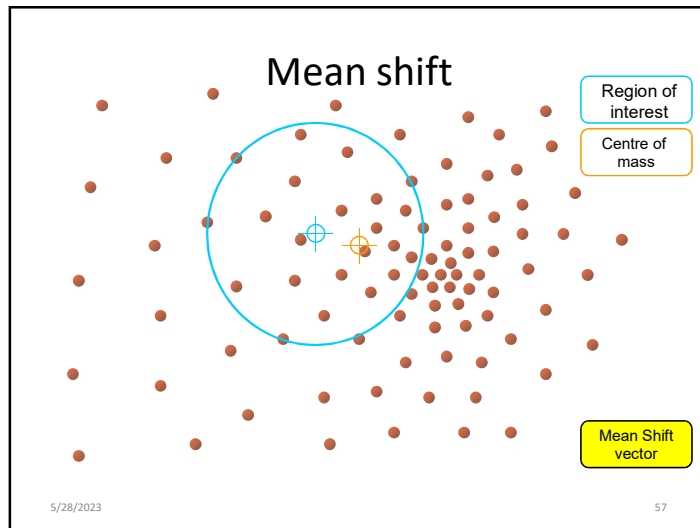 Mean shift
Region of
interest
Centre of
mass
Mean Shift
vector
5/28/2023
57